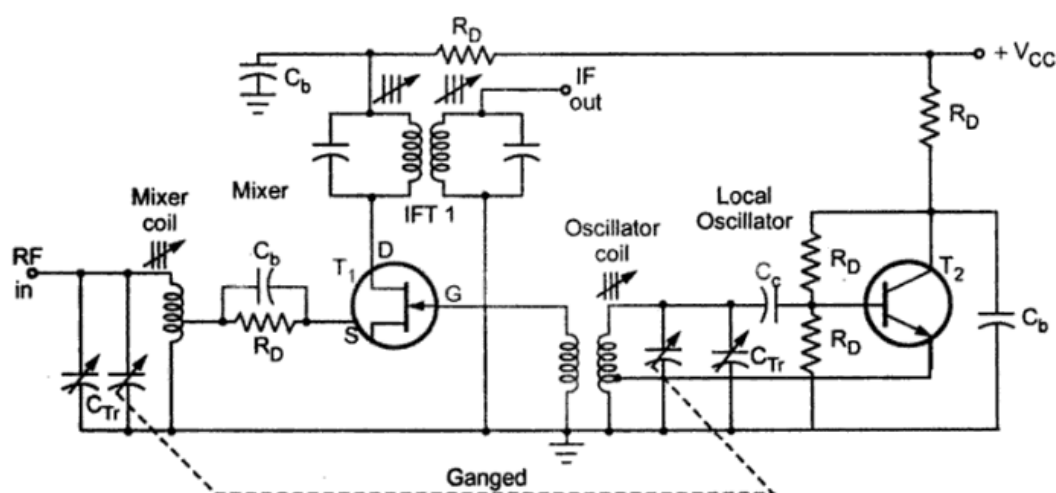 R_D
+ V_CC
C_b
IF
out
R_D
Mixer
coil
Mixer
IFT 1
Oscillator
coil
Local
Oscillator
RF
in
C_b
T_1
D
G
S
R_D
C_c
R_D
T_2
R_D
C_b
C_Tr
C_Tr
Ganged